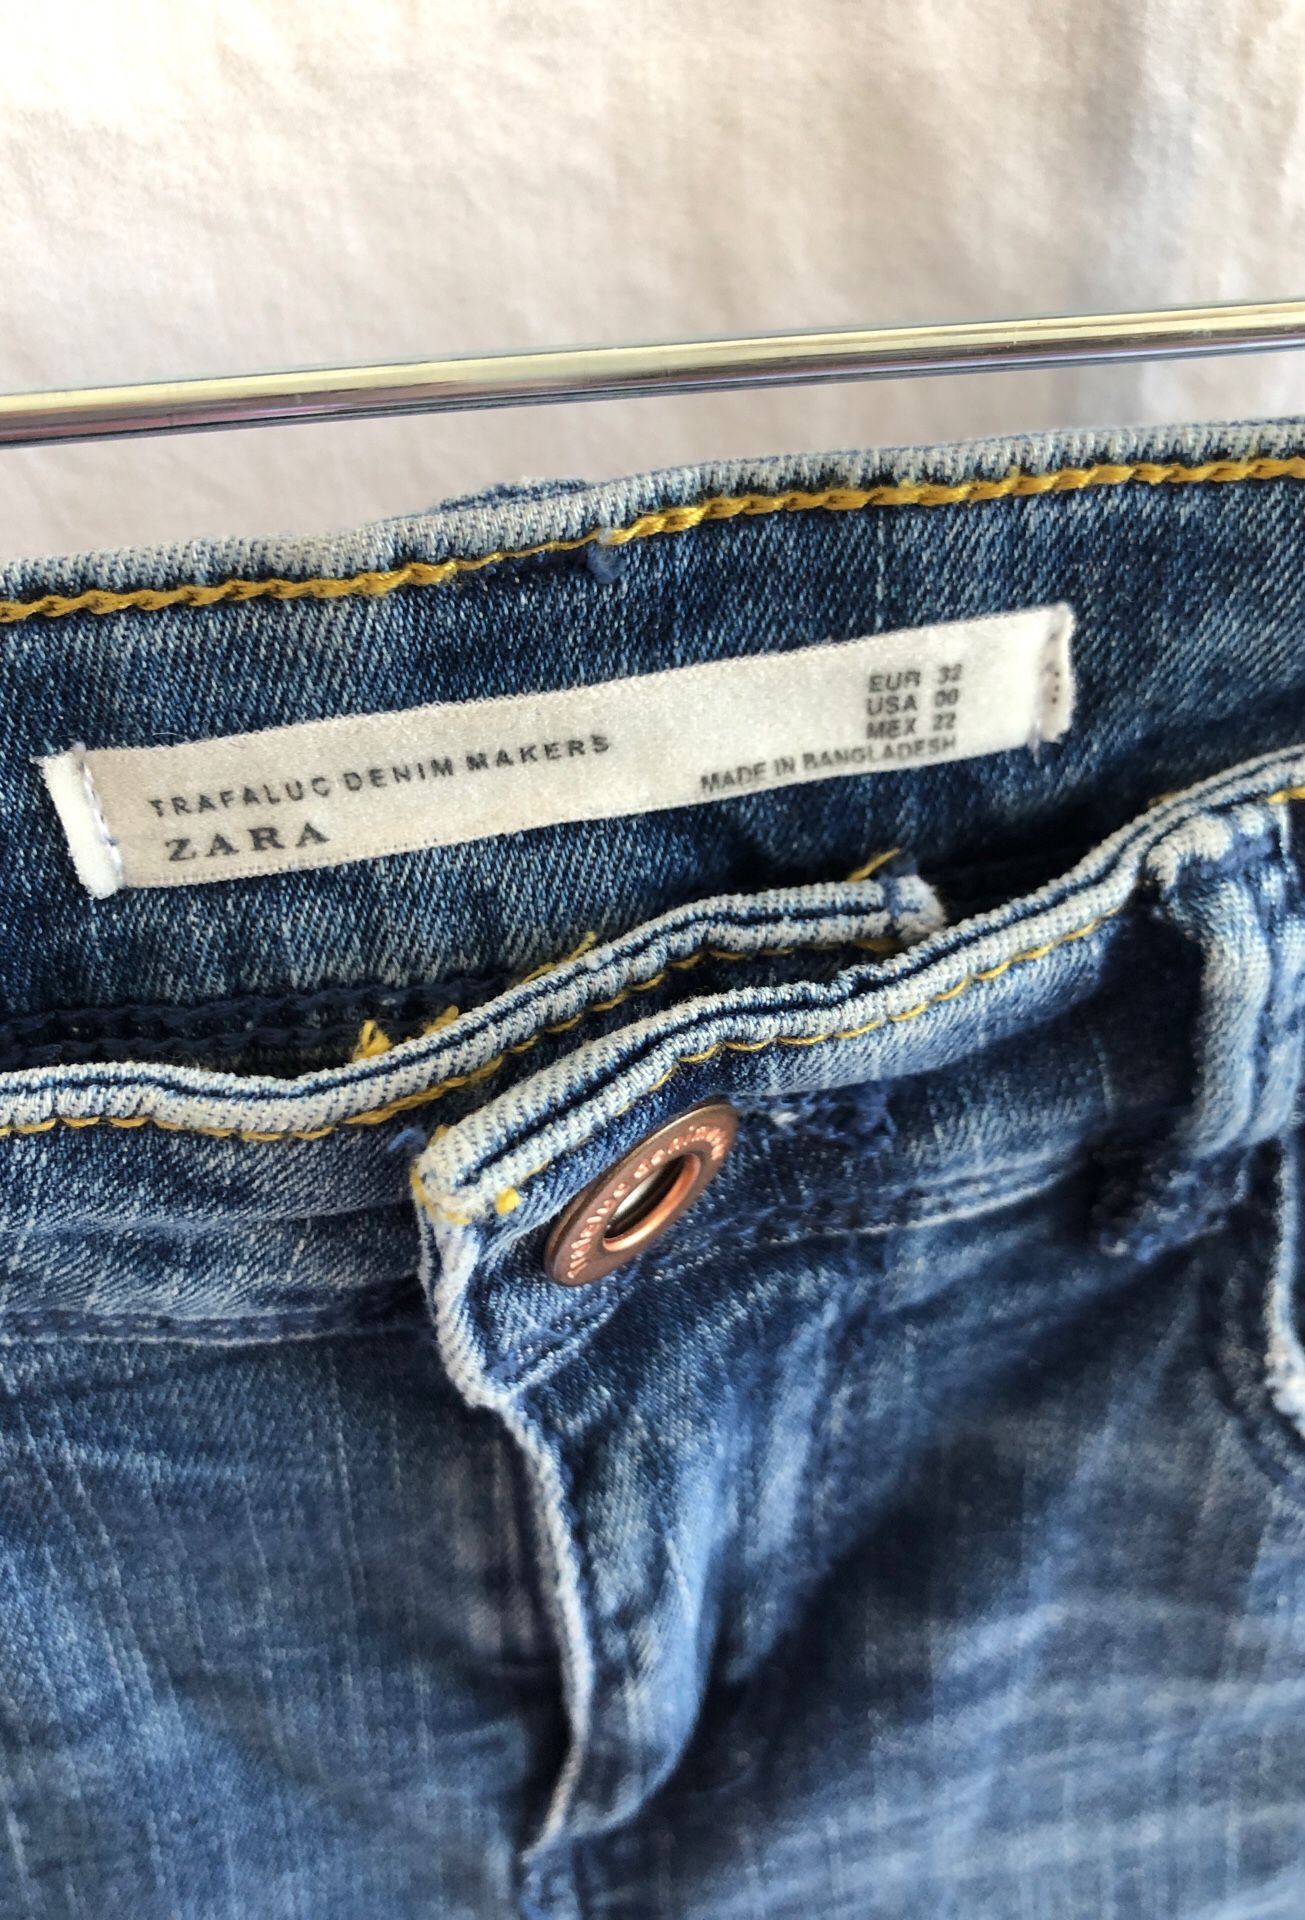 TRAFALUC DENIM MAKERS
ZARA
EUR 32
USA 00
MEX 22
MADE IN BANGLADESH